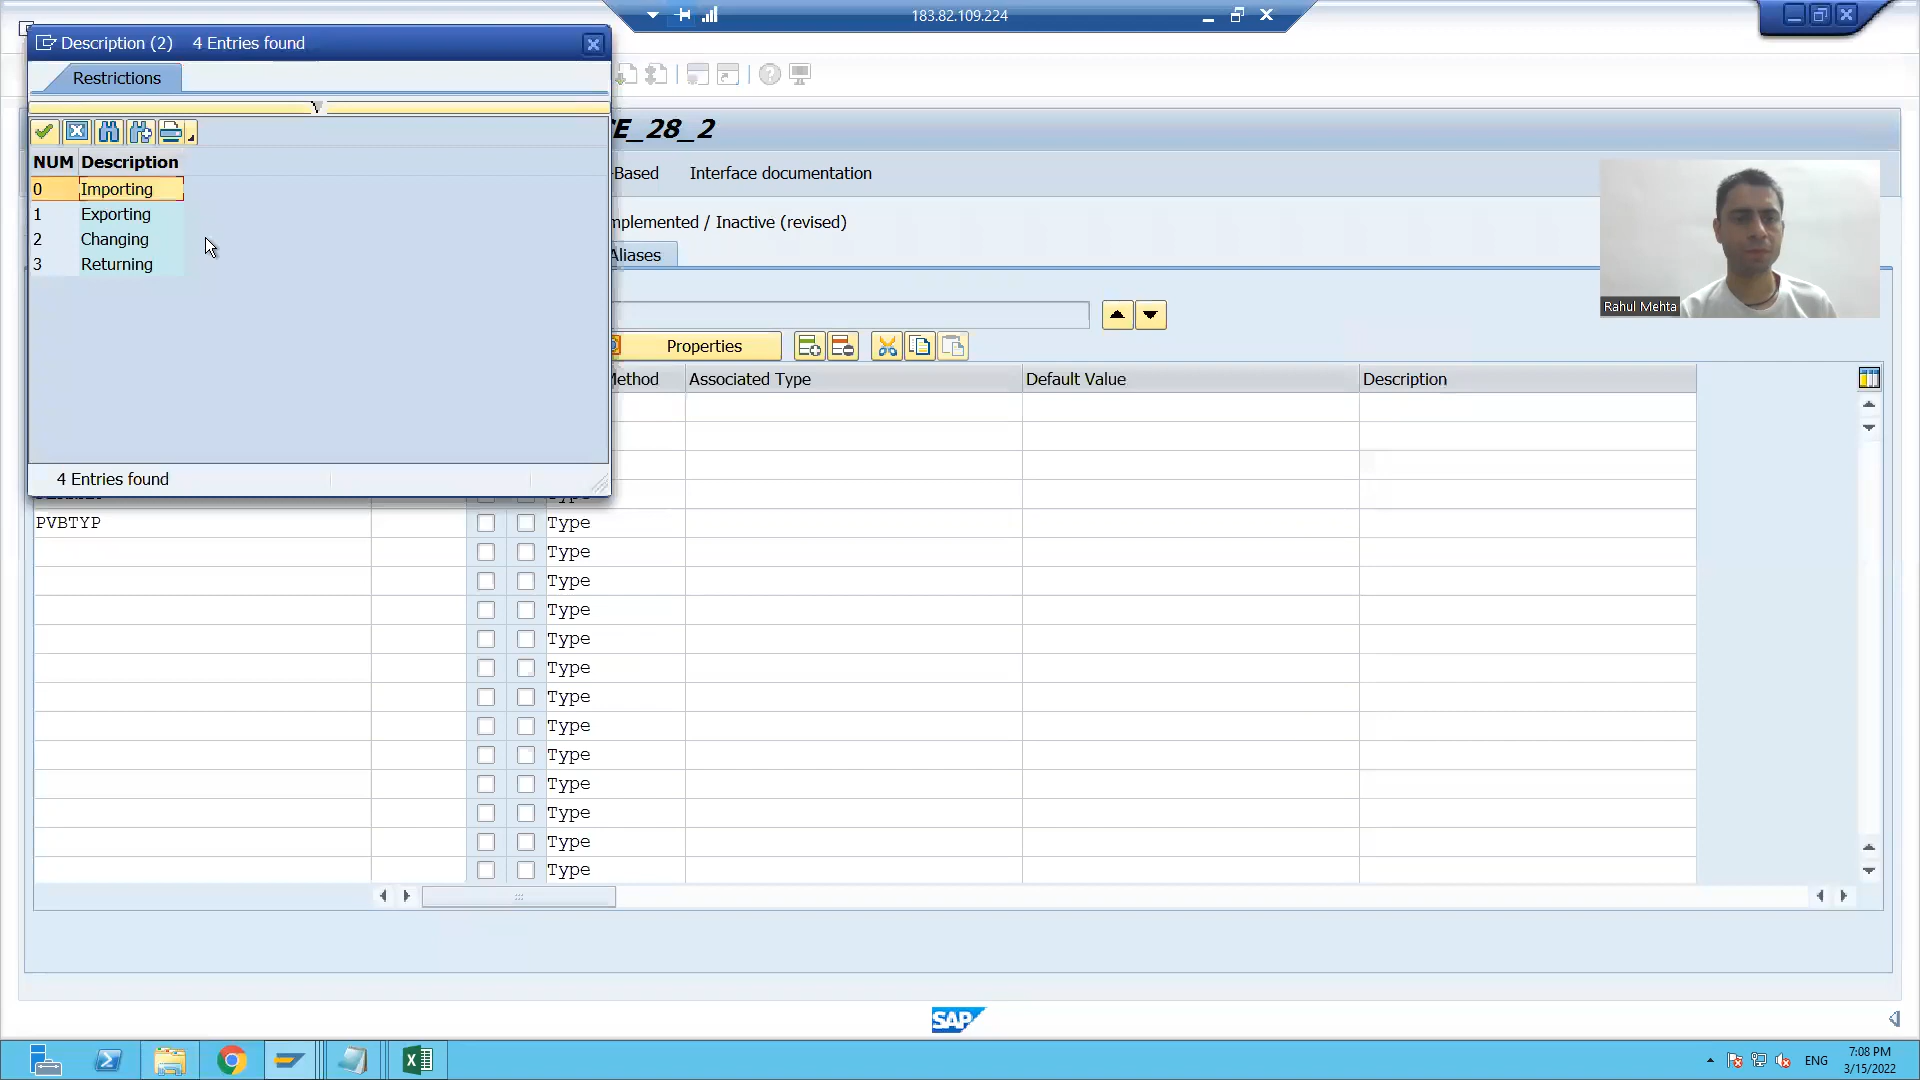 183.82.109.224
Description (2) 4 Entries found
Restrictions
NUM Description
0 Importing
1 Exporting
2 Changing
3 Returning
4 Entries found
E_28_2
Based Interface documentation
mplemented / Inactive (revised)
Aliases
Properties
Method Associated Type Default Value Description
PVBTYP Type
Type
Type
Type
Type
Type
Type
Type
Type
Type
Type
Type
Type
Rahul Mehta
SAP
ENG
7:08 PM
3/15/2022